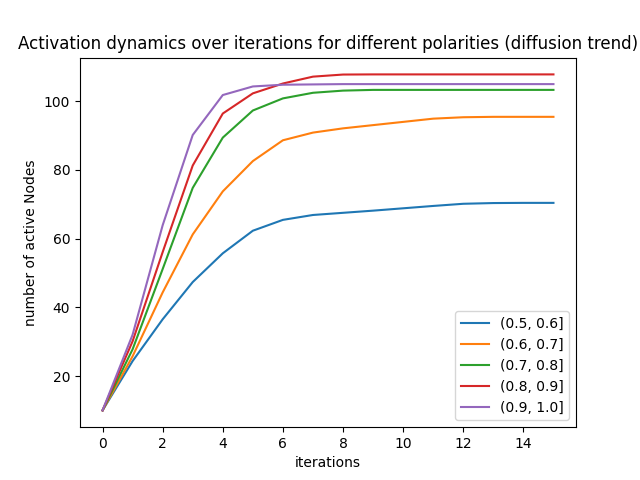 Activation dynamics over iterations for different polarities (diffusion trend)
number of active Nodes
100
80
60
40
20
(0.5, 0.6]
(0.6, 0.7]
(0.7, 0.8]
(0.8, 0.9]
(0.9, 1.0]
0 2 4 6 8 10 12 14
iterations